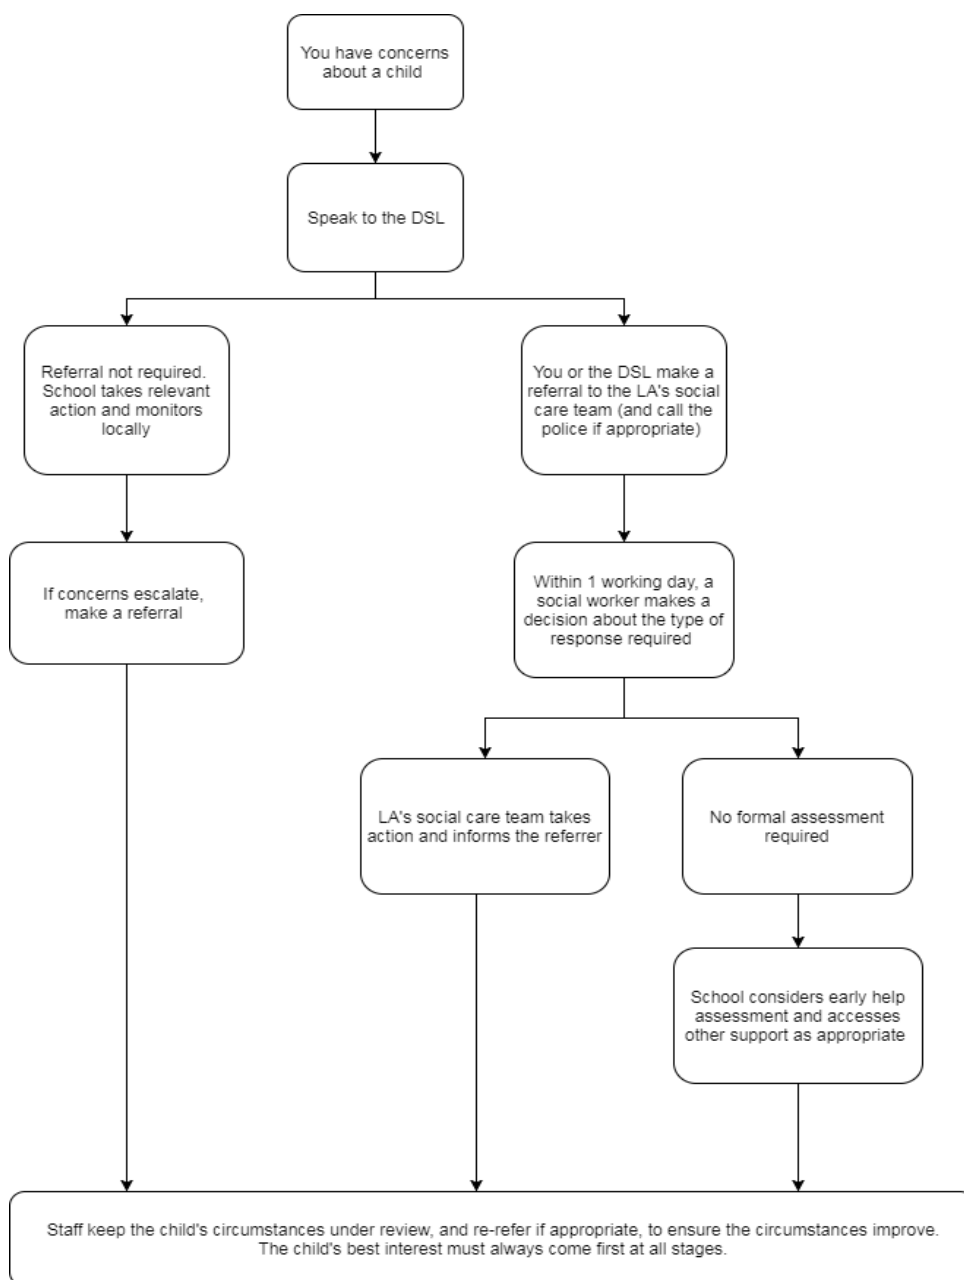 You have concerns
about a child
Speak to the DSL
Referral not required.
School takes relevant
action and monitors
locally
You or the DSL make a
referral to the LA's social
care team (and call the
police if appropriate)
If concerns escalate,
make a referral
Within 1 working day, a
social worker makes a
decision about the type of
response required
LA's social care team takes
action and informs the referrer
No formal assessment
required
School considers early help
assessment and accesses
other support as appropriate
Staff keep the child's circumstances under review, and re-refer if appropriate, to ensure the circumstances improve.
The child's best interest must always come first at all stages.